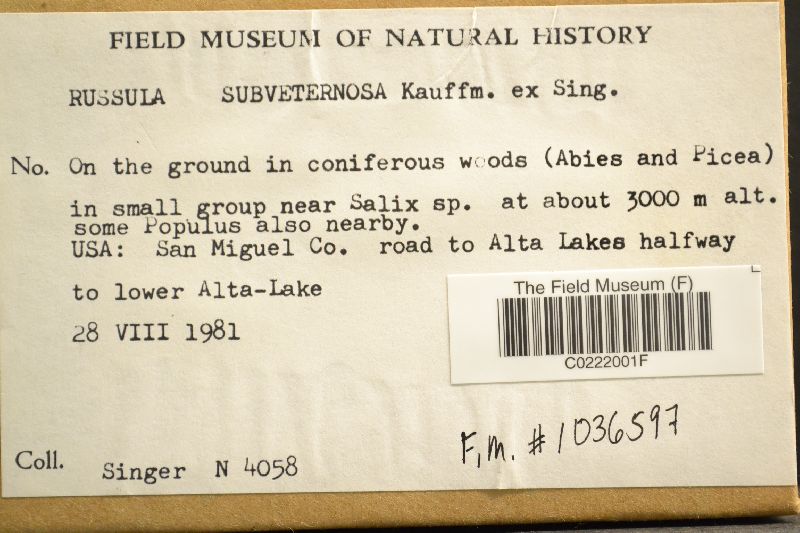 FIELD MUSEUM OF NATURAL HISTORY
RUSSULA SUBVETERNOSA Kauffm. ex Sing.
No. On the ground in coniferous woods (Abies and Picea)
in small group near Salix sp. at about 3000 m alt.
some Populus also nearby.
USA: San Miguel Co. road to Alta Lakes halfway
to lower Alta-Lake
28 VIII 1981
The Field Museum (F)
C0222001F
F.M. # 1036597
Coll. Singer N 4058